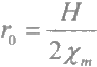 r₀ = H / 2χₘ